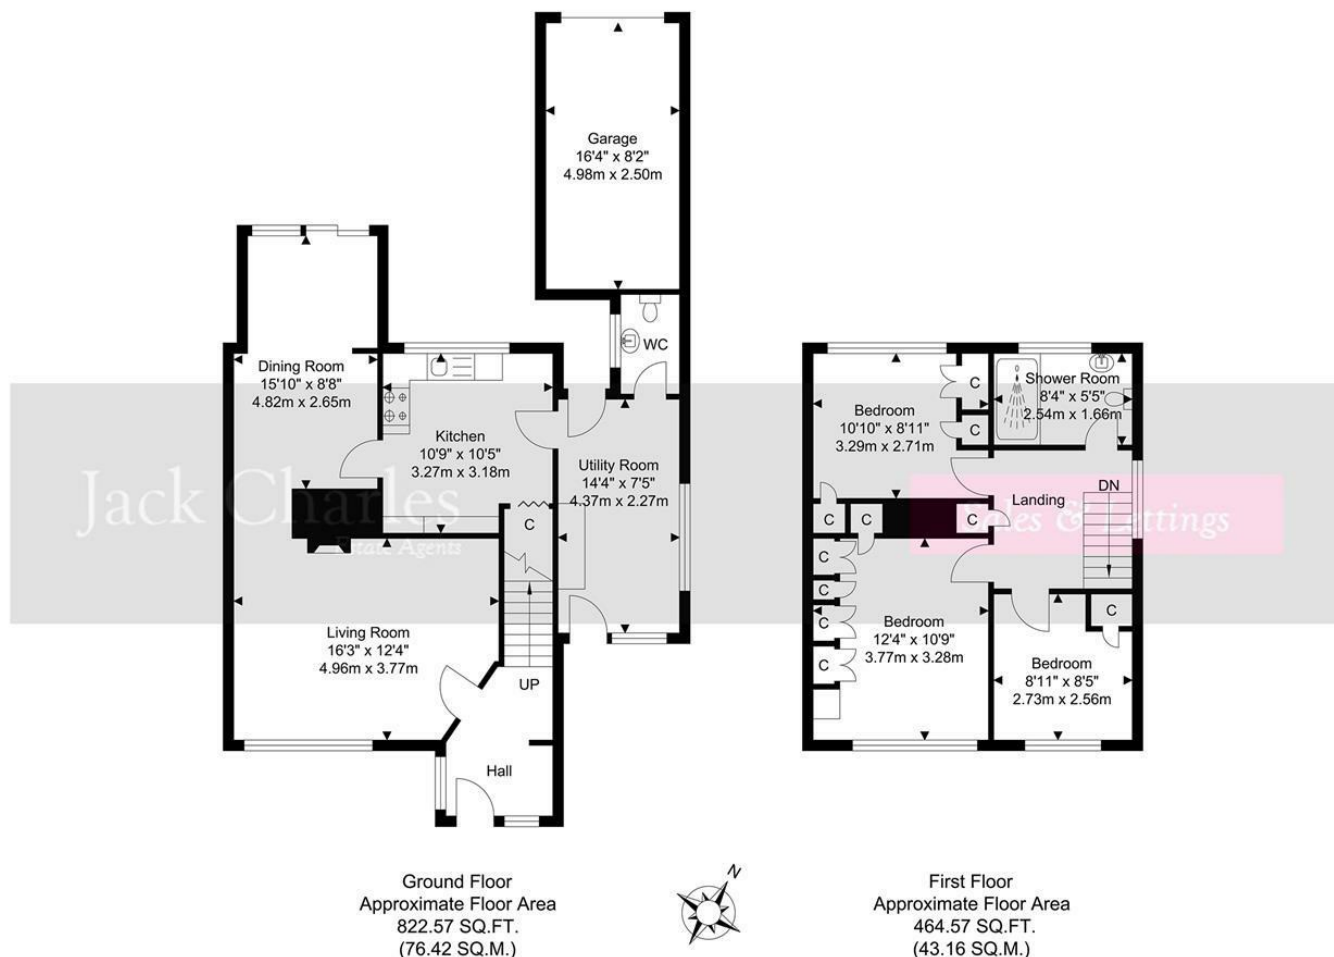 Garage
16'4" x 8'2"
4.98m x 2.50m
WC
Dining Room
15'10" x 8'8"
4.82m x 2.65m
Kitchen
10'9" x 10'5"
3.27m x 3.18m
Utility Room
14'4" x 7'5"
4.37m x 2.27m
C
Living Room
16'3" x 12'4"
4.96m x 3.77m
UP
Hall
Bedroom
10'10" x 8'11"
3.29m x 2.71m
C
C
Shower Room
8'4" x 5'5"
2.54m x 1.66m
Landing
DN
C
C
C
C
C
C
C
Bedroom
12'4" x 10'9"
3.77m x 3.28m
C
Bedroom
8'11" x 8'5"
2.73m x 2.56m
Jack Charles
Estate Agents
Sales & Lettings
Ground Floor
Approximate Floor Area
822.57 SQ.FT.
(76.42 SQ.M.)
N
First Floor
Approximate Floor Area
464.57 SQ.FT.
(43.16 SQ.M.)